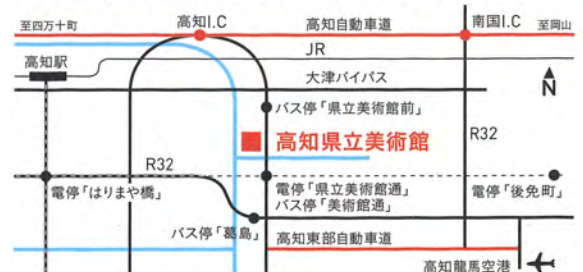 至四万十町
高知I.C
高知自動車道
南国I.C
至岡山
JR
高知駅
大津バイパス
N
バス停「県立美術館前」
高知県立美術館
R32
R32
電停「はりまや橋」
電停「県立美術館通」
バス停「美術館通」
電停「後免町」
バス停「葛島」
高知東部自動車道
高知龍馬空港